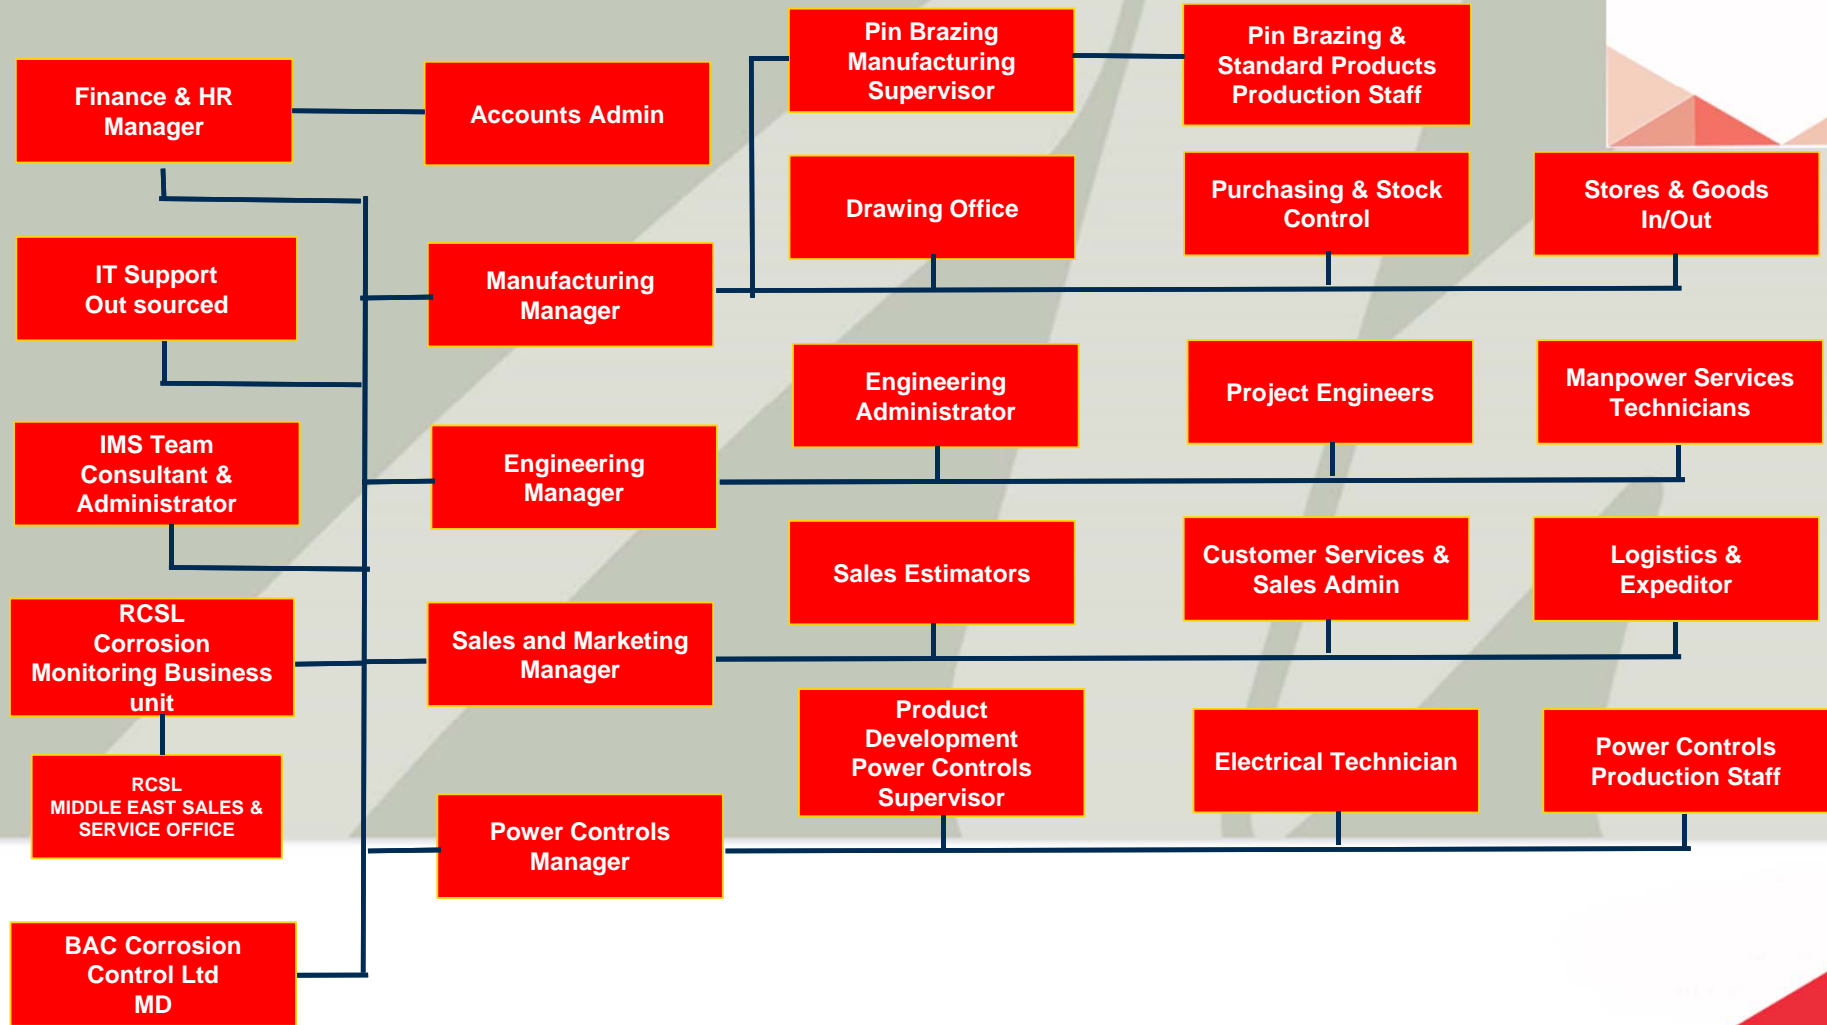 Finance & HR
Manager
Accounts Admin
Pin Brazing
Manufacturing
Supervisor
Pin Brazing &
Standard Products
Production Staff
Drawing Office
Purchasing & Stock
Control
Stores & Goods
In/Out
IT Support
Out sourced
Manufacturing
Manager
Engineering
Administrator
Project Engineers
Manpower Services
Technicians
IMS Team
Consultant &
Administrator
Engineering
Manager
Sales Estimators
Customer Services &
Sales Admin
Logistics &
Expeditor
RCSL
Corrosion
Monitoring Business
unit
Sales and Marketing
Manager
Product
Development
Power Controls
Supervisor
Electrical Technician
Power Controls
Production Staff
RCSL
MIDDLE EAST SALES &
SERVICE OFFICE
Power Controls
Manager
BAC Corrosion
Control Ltd
MD